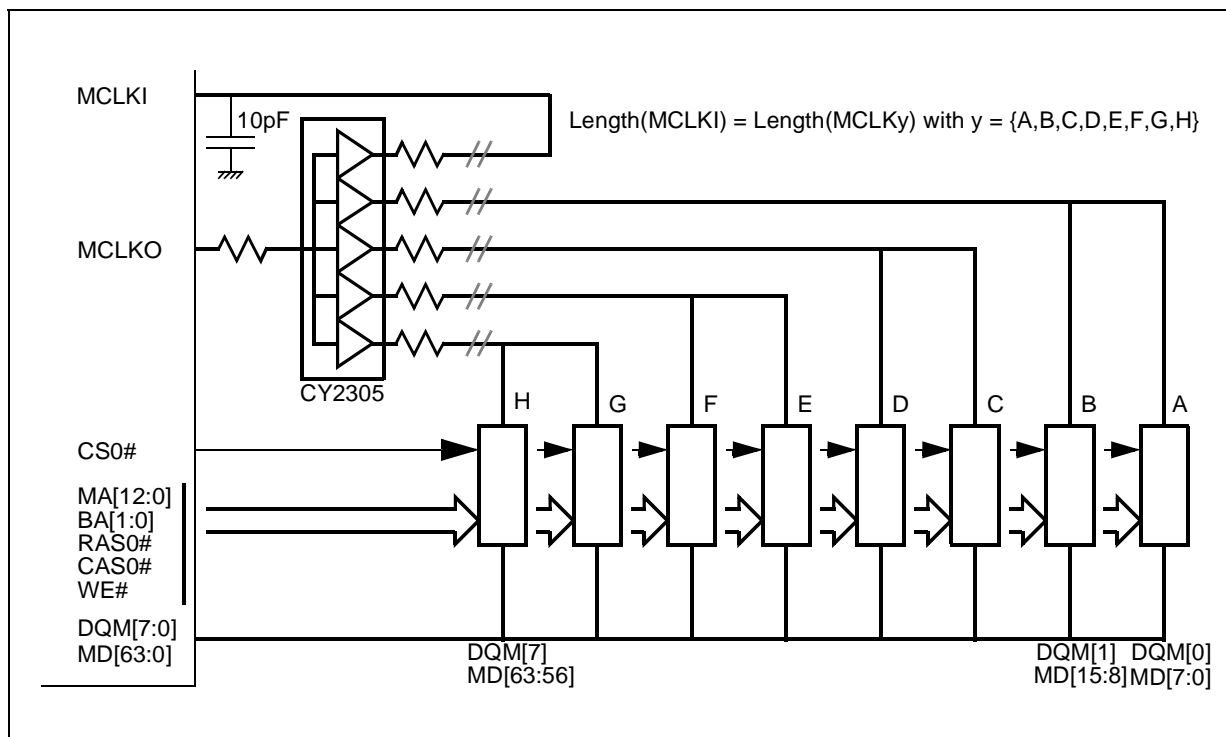 MCLKI
10pF
Length(MCLKI) = Length(MCLKy) with y = {A,B,C,D,E,F,G,H}
MCLKO
CY2305
H G F E D C B A
CS0#
MA[12:0]
BA[1:0]
RAS0#
CAS0#
WE#
DQM[7:0]
MD[63:0]
DQM[7]
MD[63:56]
DQM[1]
MD[15:8]
DQM[0]
MD[7:0]